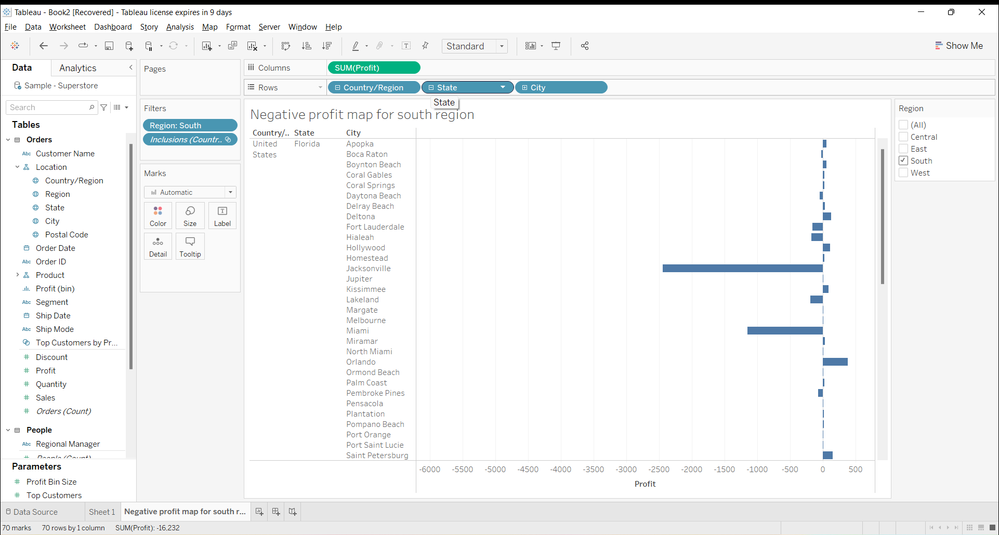 Tableau - Book2 [Recovered] - Tableau license expires in 9 days
File Data Worksheet Dashboard Story Analysis Map Format Server Window Help
Standard
Show Me
Data Analytics
Sample - Superstore
Search
Tables
Orders
Abc Customer Name
Location
Country/Region
Region
State
City
Postal Code
Order Date
Abc Order ID
Product
Profit (bin)
Abc Segment
Ship Date
Abc Ship Mode
Top Customers by Pr...
# Discount
# Profit
# Quantity
# Sales
# Orders (Count)
People
Abc Regional Manager
# People (Count)
Parameters
# Profit Bin Size
# Top Customers
Pages
Filters
Region: South
Inclusions (Countr..
Marks
Automatic
Color Size Label
Detail Tooltip
Columns SUM(Profit)
Rows Country/Region State City
State
Negative profit map for south region
Country/.. State City
United States Florida Apopka
Boca Raton
Boynton Beach
Coral Gables
Coral Springs
Daytona Beach
Delray Beach
Deltona
Fort Lauderdale
Hialeah
Hollywood
Homestead
Jacksonville
Jupiter
Kissimmee
Lakeland
Margate
Melbourne
Miami
Miramar
North Miami
Orlando
Ormond Beach
Palm Coast
Pembroke Pines
Pensacola
Plantation
Pompano Beach
Port Orange
Port Saint Lucie
Saint Petersburg
-6000 -5500 -5000 -4500 -4000 -3500 -3000 -2500 -2000 -1500 -1000 -500 0 500
Profit
Region
(All)
Central
East
South
West
Data Source Sheet 1 Negative profit map for south r...
70 marks 70 rows by 1 column SUM(Profit): -16,232